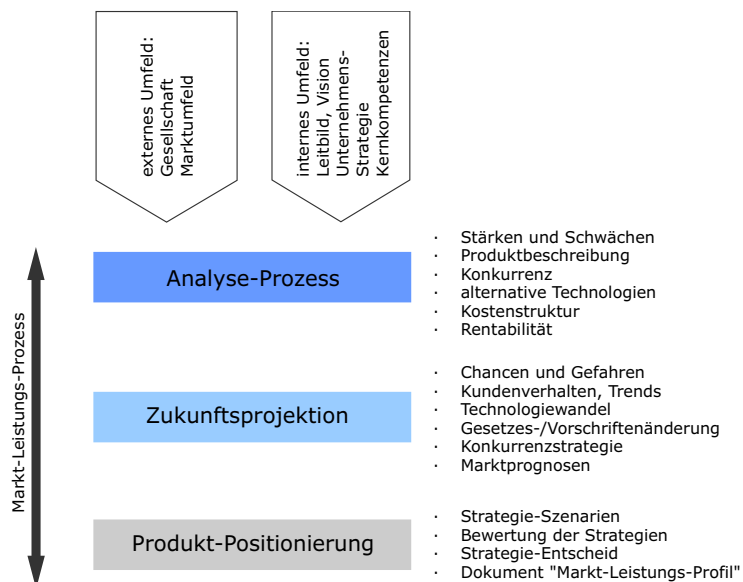 externes Umfeld:
Gesellschaft
Marktumfeld
internes Umfeld:
Leitbild, Vision
Unternehmens-
Strategie
Kernkompetenzen
Markt-Leistungs-Prozess
Analyse-Prozess
· Stärken und Schwächen
· Produktbeschreibung
· Konkurrenz
· alternative Technologien
· Kostenstruktur
· Rentabilität
Zukunftsprojektion
· Chancen und Gefahren
· Kundenverhalten, Trends
· Technologiewandel
· Gesetzes-/Vorschriftenänderung
· Konkurrenzstrategie
· Marktprognosen
Produkt-Positionierung
· Strategie-Szenarien
· Bewertung der Strategien
· Strategie-Entscheid
· Dokument "Markt-Leistungs-Profil"